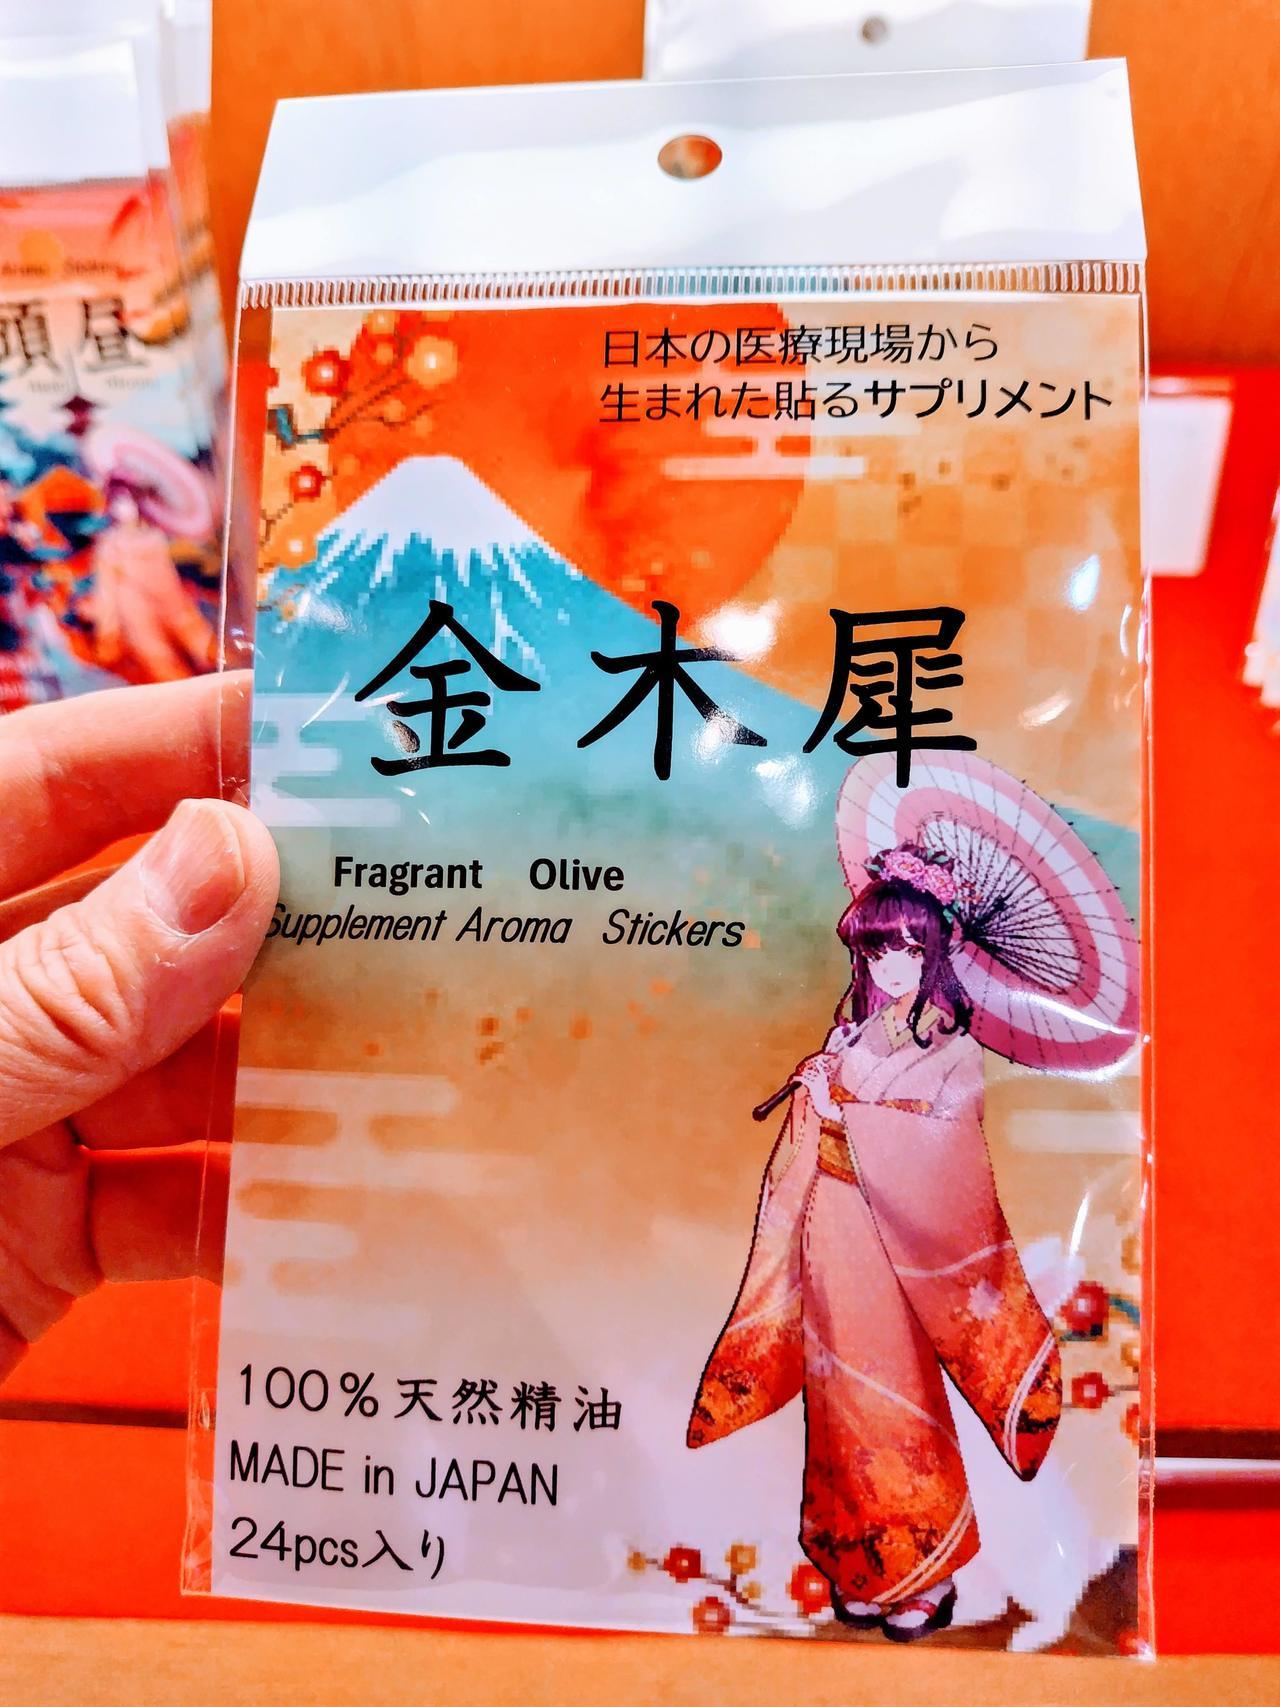 日本の医療現場から
生まれた貼るサプリメント
金木犀
Fragrant Olive
Supplement Aroma Stickers
100%天然精油
MADE in JAPAN
24pcs入り
頭昼